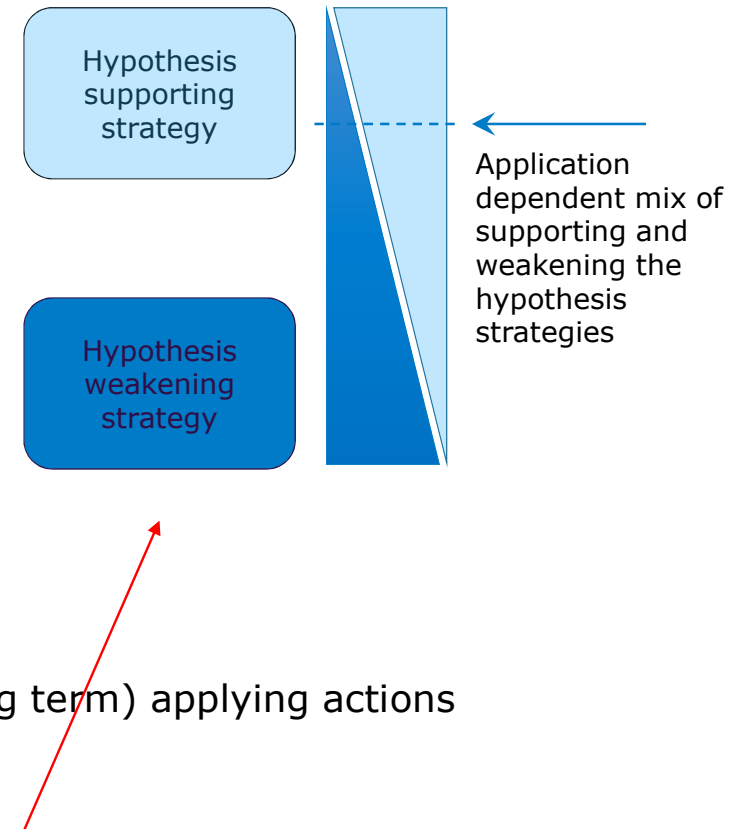 Hypothesis
supporting
strategy
Application
dependent mix of
supporting and
weakening the
hypothesis
strategies
Hypothesis
weakening
strategy
g term) applying actions